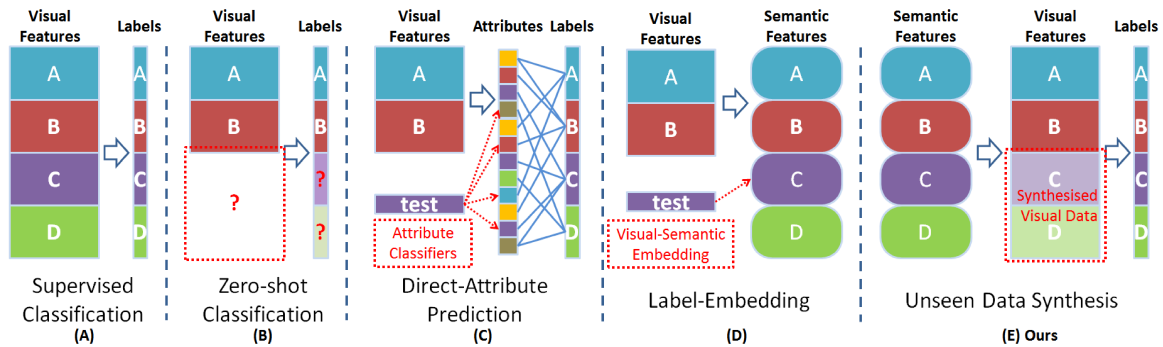 Visual
Features
Labels
A
A
B
B
C
C
D
D
Supervised
Classification
(A)
Visual
Features
Labels
A
A
B
B
?
?
?
Zero-shot
Classification
(B)
Visual
Features
Attributes
Labels
A
A
B
B
C
test
D
Attribute
Classifiers
Direct-Attribute
Prediction
(C)
Visual
Features
Semantic
Features
A
A
B
B
test
C
Visual-Semantic
Embedding
D
Label-Embedding
(D)
Semantic
Features
Visual
Features
Labels
A
A
A
B
B
B
C
C
C
Synthesised
Visual Data
D
D
D
Unseen Data Synthesis
(E) Ours